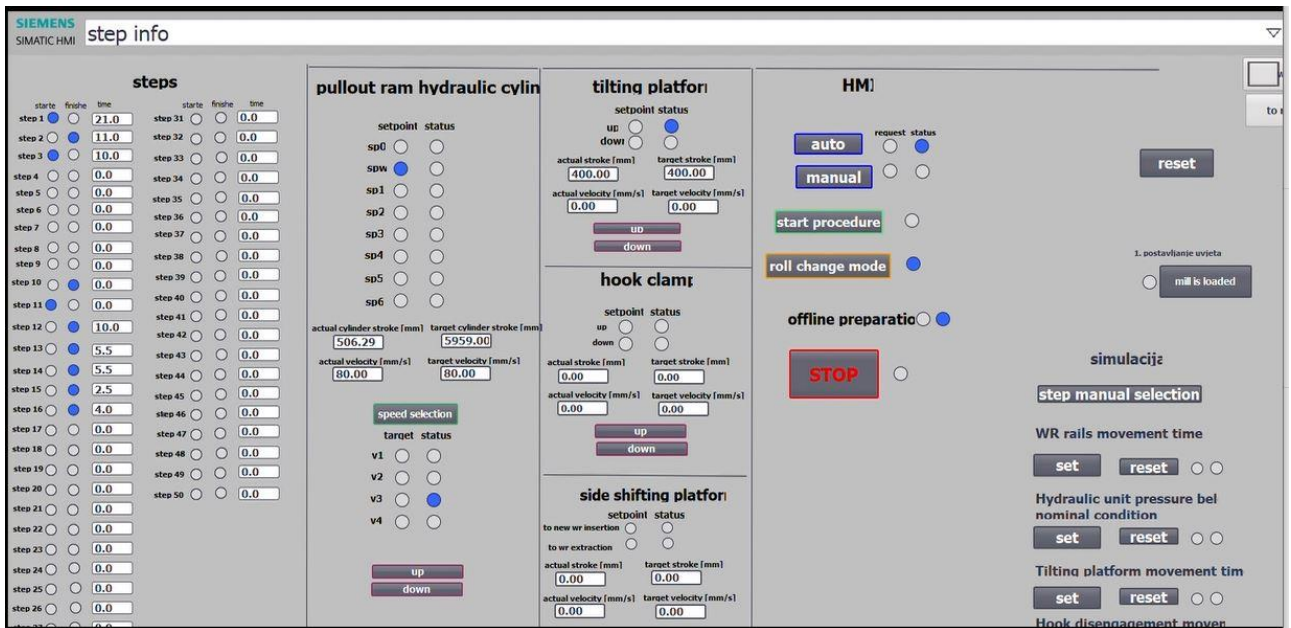 SIEMENS
SIMATIC HMI
step info
steps
starte finishe time
starte finishe time
step 1 21.0
step 2 11.0
step 3 10.0
step 4 0.0
step 5 0.0
step 6 0.0
step 7 0.0
step 8 0.0
step 9 0.0
step 10 0.0
step 11 0.0
step 12 10.0
step 13 5.5
step 14 5.5
step 15 2.5
step 16 4.0
step 17 0.0
step 18 0.0
step 19 0.0
step 20 0.0
step 21 0.0
step 22 0.0
step 23 0.0
step 24 0.0
step 25 0.0
step 26 0.0
step 31 0.0
step 32 0.0
step 33 0.0
step 34 0.0
step 35 0.0
step 36 0.0
step 37 0.0
step 38 0.0
step 39 0.0
step 40 0.0
step 41 0.0
step 42 0.0
step 43 0.0
step 44 0.0
step 45 0.0
step 46 0.0
step 47 0.0
step 48 0.0
step 49 0.0
step 50 0.0
pullout ram hydraulic cylin
setpoint status
sp0
spw
sp1
sp2
sp3
sp4
sp5
sp6
actual cylinder stroke [mm] target cylinder stroke [mm]
506.29 5959.00
actual velocity [mm/s] target velocity [mm/s]
80.00 80.00
speed selection
target status
v1
v2
v3
v4
up
down
tilting platforr
setpoint status
up
down
actual stroke [mm] target stroke [mm]
400.00 400.00
actual velocity [mm/s] target velocity [mm/s]
0.00 0.00
up
down
hook clamp
setpoint status
up
down
actual stroke [mm] target stroke [mm]
0.00 0.00
actual velocity [mm/s] target velocity [mm/s]
0.00 0.00
up
down
side shifting platforr
setpoint status
to new wr insertion
to wr extraction
actual stroke [mm] target stroke [mm]
0.00 0.00
actual velocity [mm/s] target velocity [mm/s]
0.00 0.00
HMI
request status
auto
manual
start procedure
roll change mode
offline preparatio
STOP
to
reset
1. postavljanje uvjeta
mill is loaded
simulacija
step manual selection
WR rails movement time
set reset
Hydraulic unit pressure bel
nominal condition
set reset
Tilting platform movement tim
set reset
Hook disengagement moven